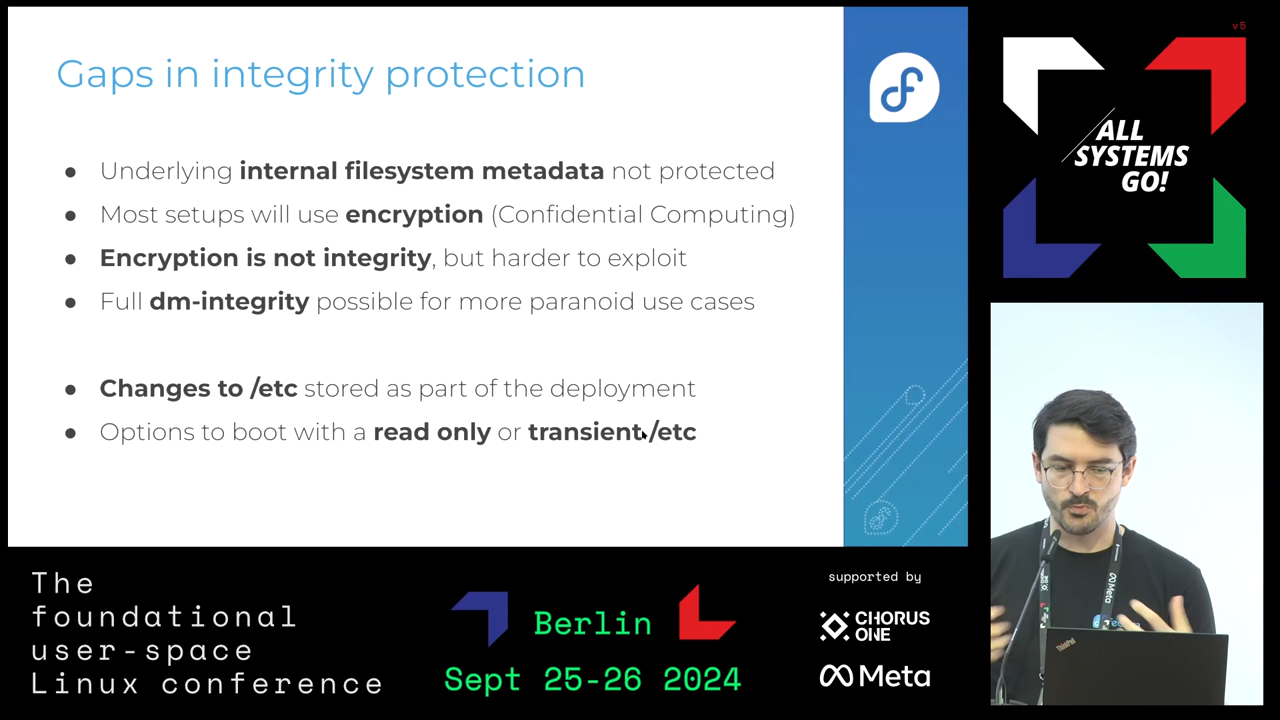 Gaps in integrity protection
● Underlying internal filesystem metadata not protected
● Most setups will use encryption (Confidential Computing)
● Encryption is not integrity, but harder to exploit
● Full dm-integrity possible for more paranoid use cases
● Changes to /etc stored as part of the deployment
● Options to boot with a read only or transient /etc
v5
ALL
SYSTEMS
GO!
The
foundational
user-space
Linux conference
Berlin
Sept 25-26 2024
supported by
CHORUS
ONE
Meta
Meta
ThinkPad